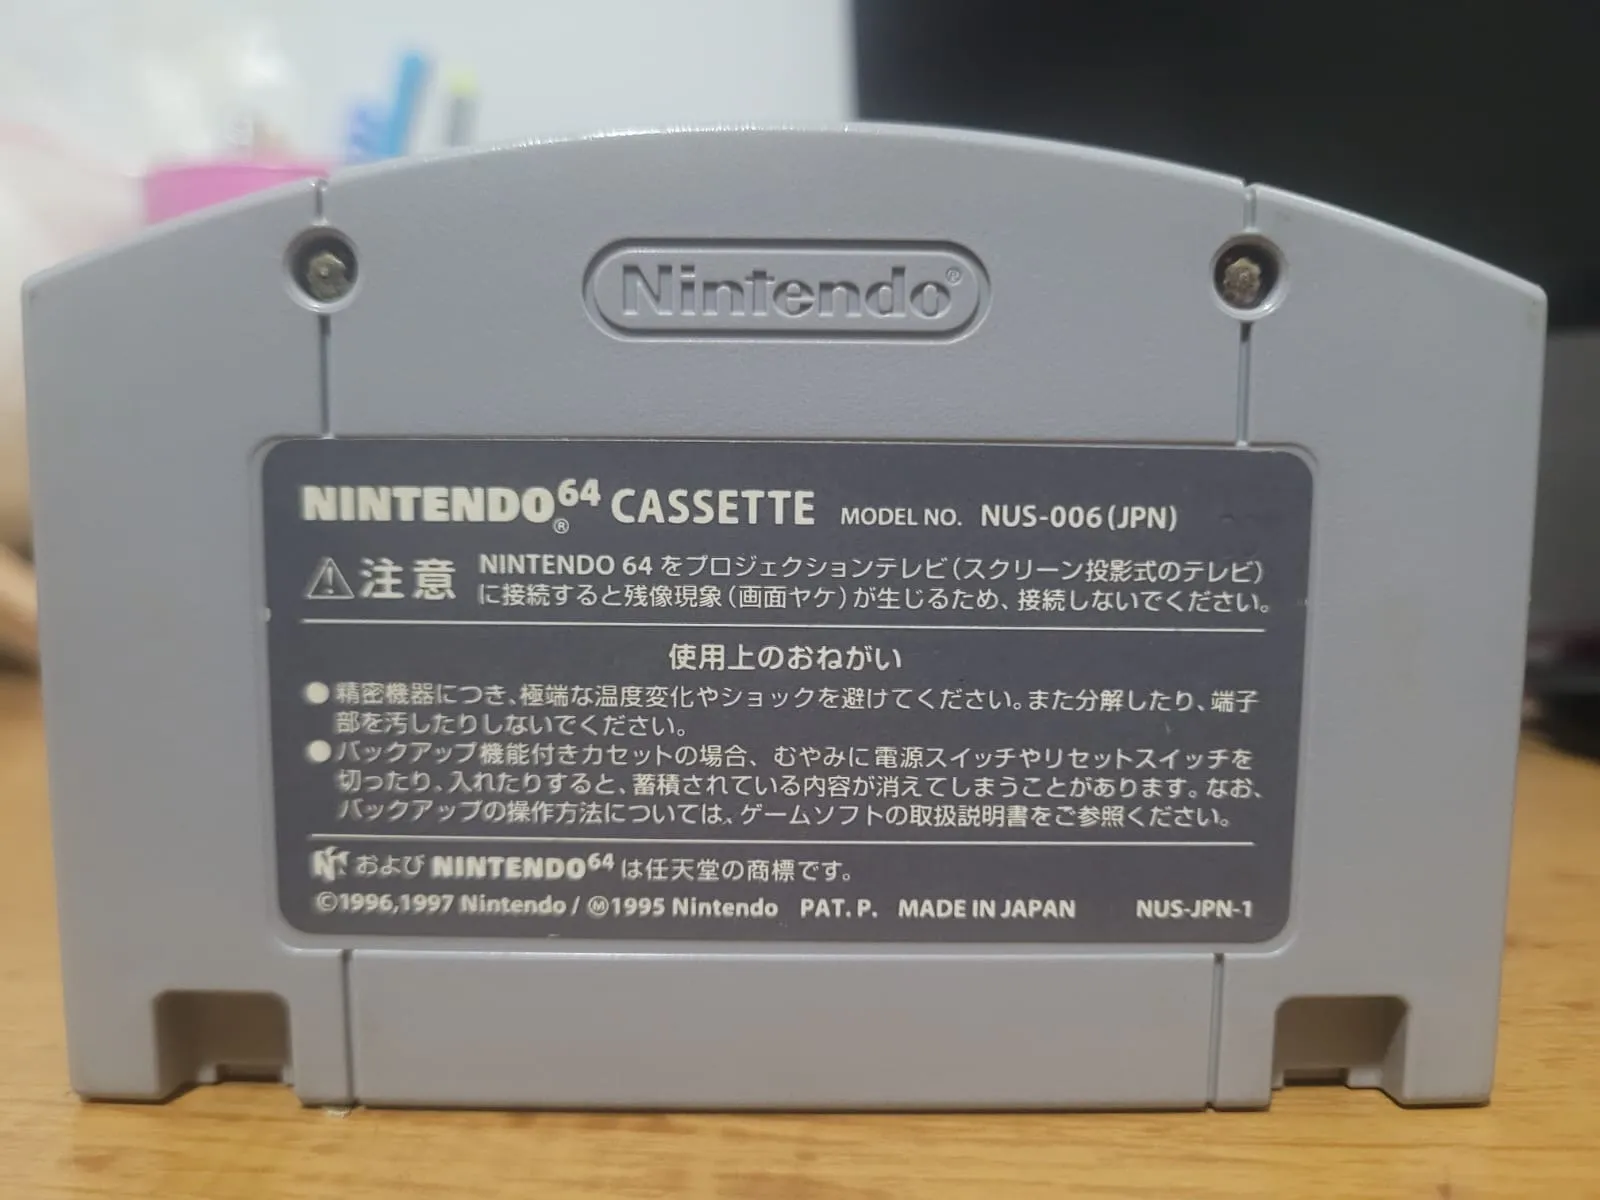 Nintendo®
NINTENDO64® CASSETTE MODEL NO. NUS-006(JPN)
⚠注意 NINTENDO 64 をプロジェクションテレビ(スクリーン投影式のテレビ)
に接続すると残像現象(画面ヤケ)が生じるため、接続しないでください。
使用上のおねがい
●精密機器につき、極端な温度変化やショックを避けてください。また分解したり、端子
部を汚したりしないでください。
●バックアップ機能付きカセットの場合、むやみに電源スイッチやリセットスイッチを
切ったり、入れたりすると、蓄積されている内容が消えてしまうことがあります。なお、
バックアップの操作方法については、ゲームソフトの取扱説明書をご参照ください。
N および NINTENDO64 は任天堂の商標です。
©1996,1997 Nintendo / Ⓜ1995 Nintendo PAT. P. MADE IN JAPAN NUS-JPN-1